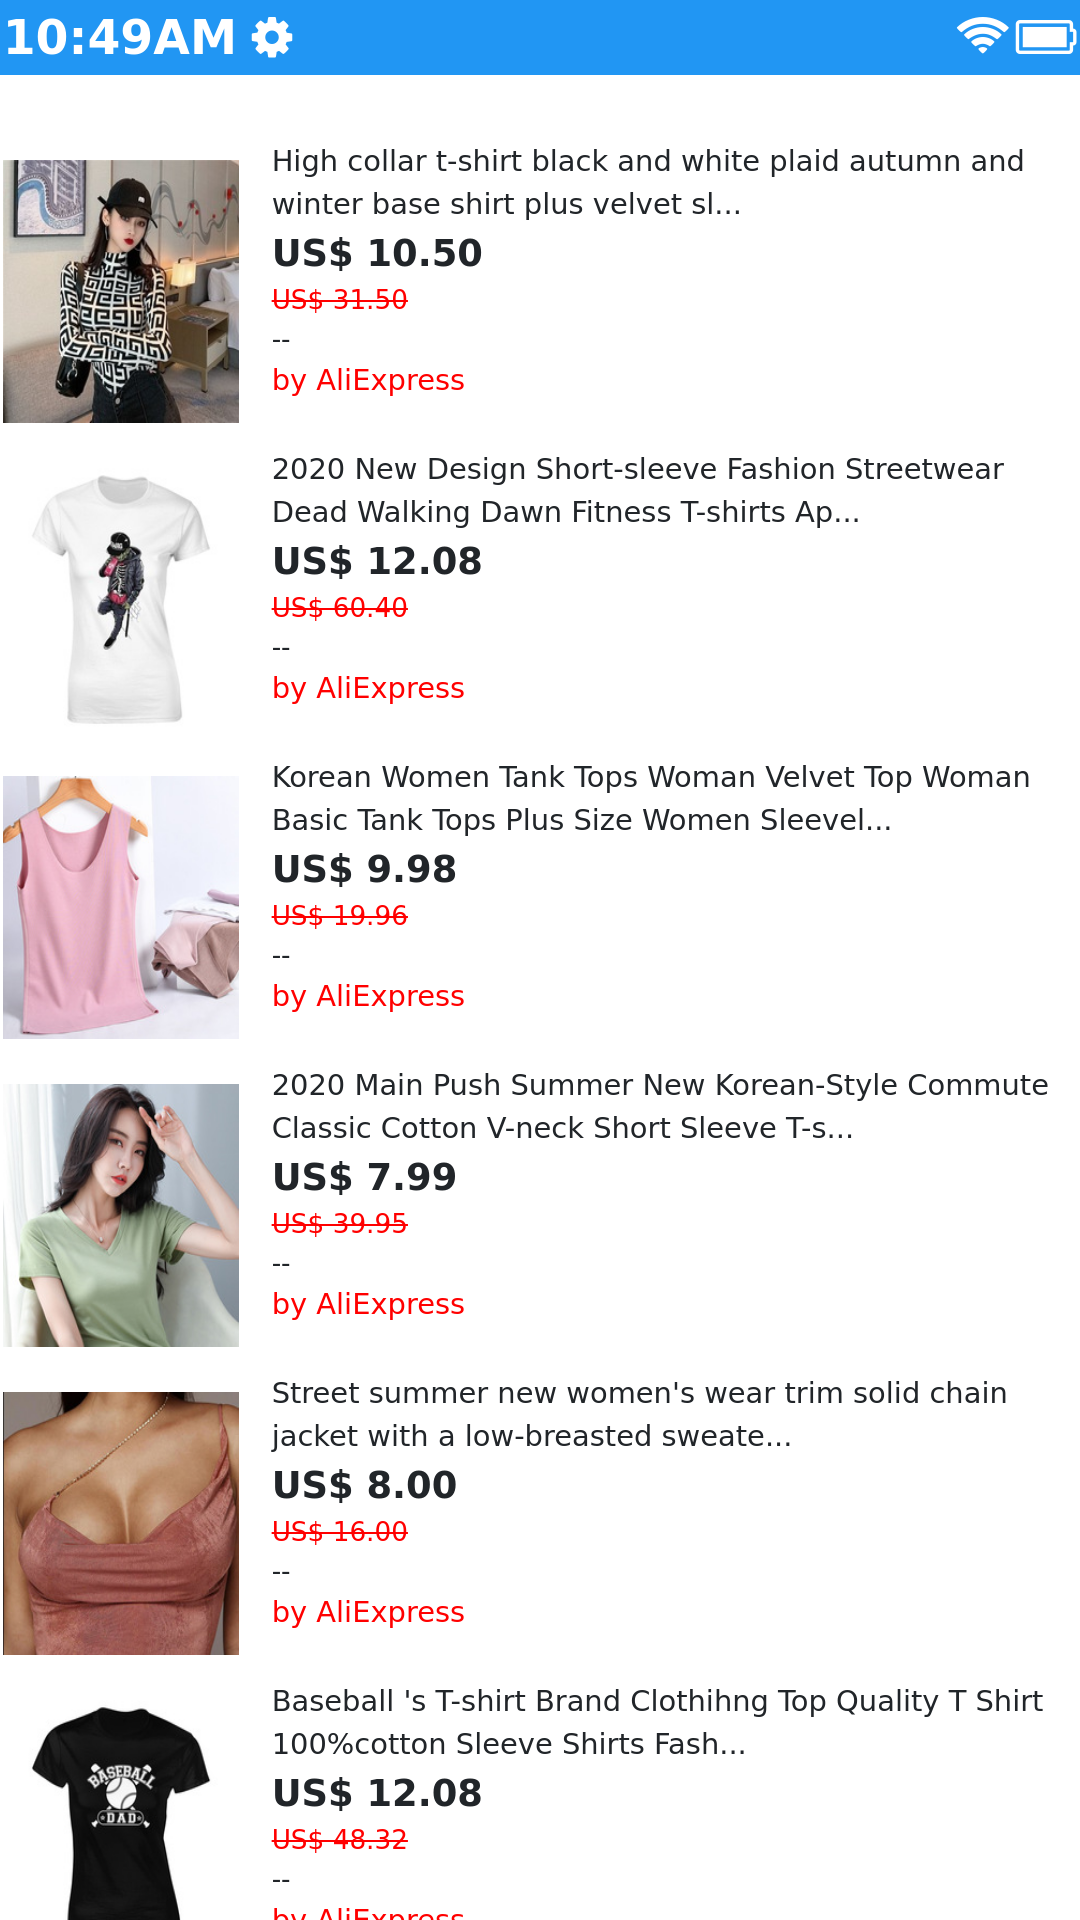 10:49AM
High collar t-shirt black and white plaid autumn and
winter base shirt plus velvet sl...
US$ 10.50
US$ 31.50
--
by AliExpress
2020 New Design Short-sleeve Fashion Streetwear
Dead Walking Dawn Fitness T-shirts Ap...
US$ 12.08
US$ 60.40
--
by AliExpress
Korean Women Tank Tops Woman Velvet Top Woman
Basic Tank Tops Plus Size Women Sleevel...
US$ 9.98
US$ 19.96
--
by AliExpress
2020 Main Push Summer New Korean-Style Commute
Classic Cotton V-neck Short Sleeve T-s...
US$ 7.99
US$ 39.95
--
by AliExpress
Street summer new women's wear trim solid chain
jacket with a low-breasted sweate...
US$ 8.00
US$ 16.00
--
by AliExpress
BASEBALL
DAD
Baseball 's T-shirt Brand Clothihng Top Quality T Shirt
100%cotton Sleeve Shirts Fash...
US$ 12.08
US$ 48.32
--
by AliExpress